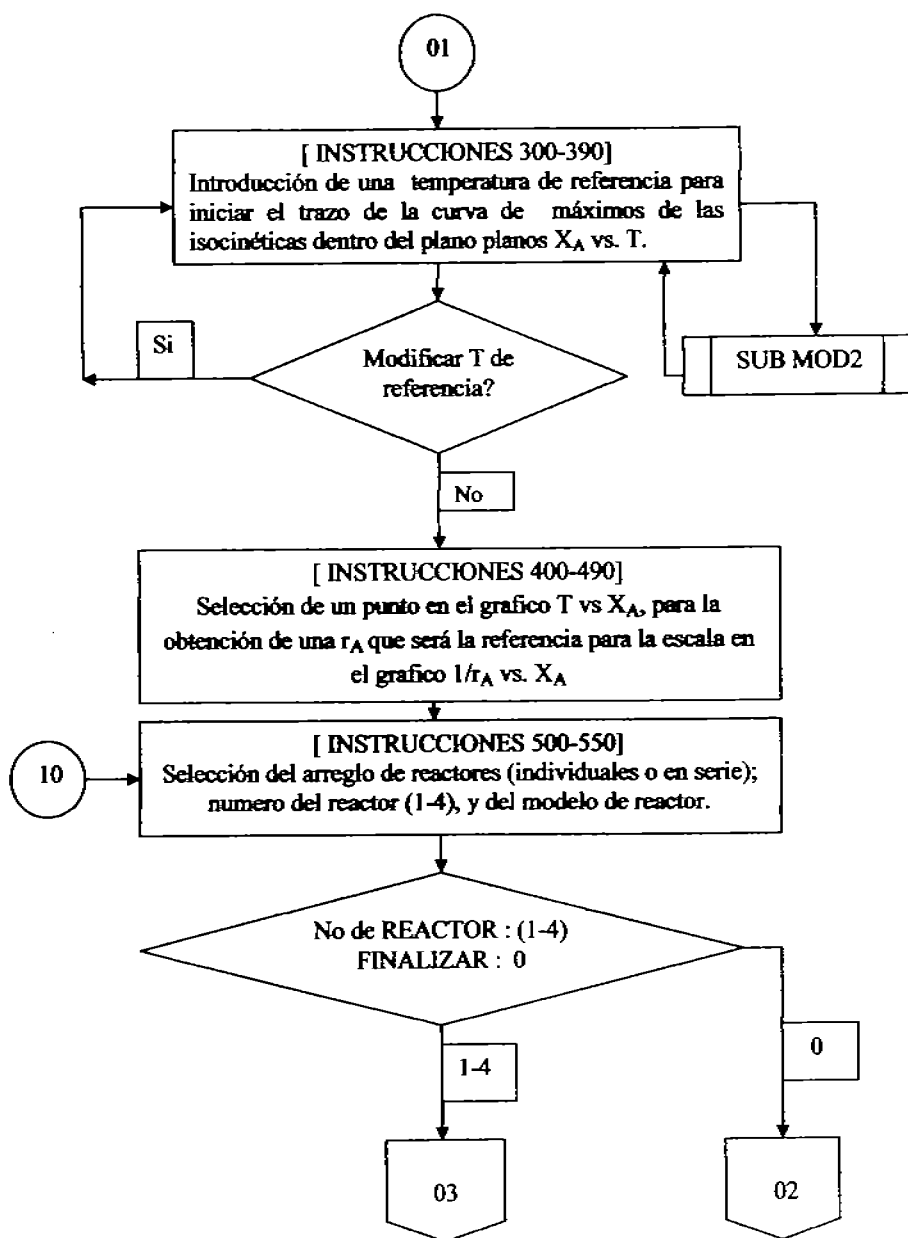 01
[ INSTRUCCIONES 300-390]
Introducción de una temperatura de referencia para
iniciar el trazo de la curva de máximos de las
isocinéticas dentro del plano planos X_A vs. T.
Si
Modificar T de
referencia?
SUB MOD2
No
[ INSTRUCCIONES 400-490]
Selección de un punto en el grafico T vs X_A, para la
obtención de una r_A que será la referencia para la escala en
el grafico 1/r_A vs. X_A
10
[ INSTRUCCIONES 500-550]
Selección del arreglo de reactores (individuales o en serie);
numero del reactor (1-4), y del modelo de reactor.
No de REACTOR : (1-4)
FINALIZAR : 0
1-4
0
03
02